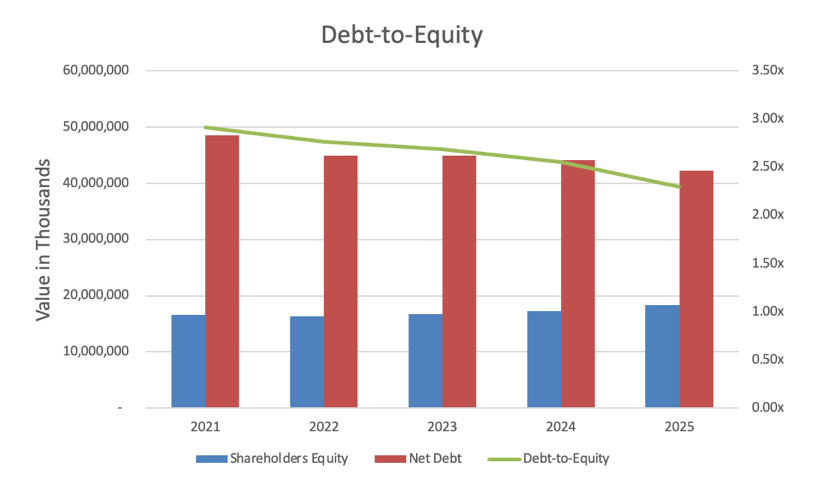 Debt-to-Equity
60,000,000
50,000,000
40,000,000
30,000,000
20,000,000
10,000,000
-
Value in Thousands
3.50x
3.00x
2.50x
2.00x
1.50x
1.00x
0.50x
0.00x
2021 2022 2023 2024 2025
Shareholders Equity Net Debt Debt-to-Equity